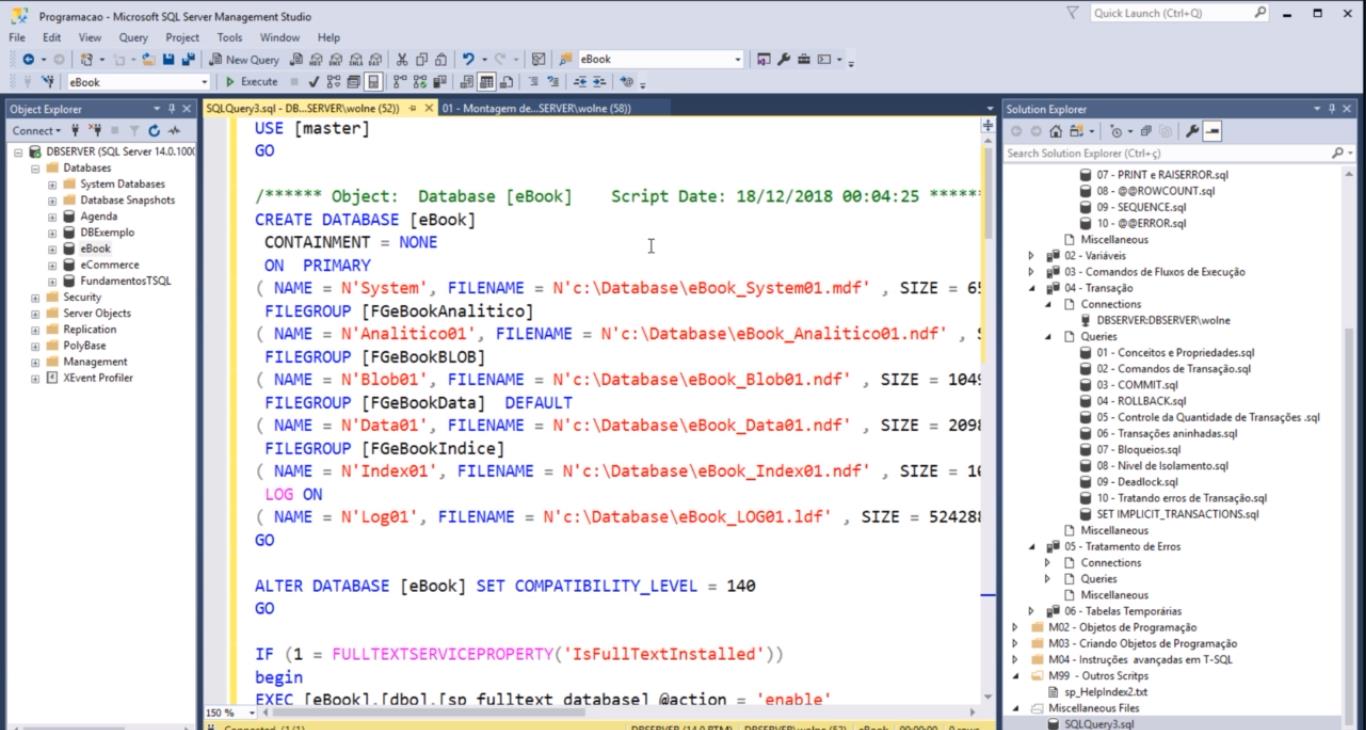 Programacao - Microsoft SQL Server Management Studio
Quick Launch (Ctrl+Q)
File Edit View Query Project Tools Window Help
New Query
eBook
eBook
Execute
Object Explorer
Connect
DBSERVER (SQL Server 14.0.100
Databases
System Databases
Database Snapshots
Agenda
DBExemplo
eBook
eCommerce
FundamentosTSQL
Security
Server Objects
Replication
PolyBase
Management
XEvent Profiler
SQLQuery3.sql - DB...SERVER\wolne (52))
01 - Montagem de...SERVER\wolne (58))
USE [master]
GO
/****** Object:  Database [eBook]    Script Date: 18/12/2018 00:04:25 ******
CREATE DATABASE [eBook]
CONTAINMENT = NONE
ON  PRIMARY
( NAME = N'System', FILENAME = N'c:\Database\eBook_System01.mdf' , SIZE = 65
FILEGROUP [FGeBookAnalitico]
( NAME = N'Analitico01', FILENAME = N'c:\Database\eBook_Analitico01.ndf' , S
FILEGROUP [FGeBookBLOB]
( NAME = N'Blob01', FILENAME = N'c:\Database\eBook_Blob01.ndf' , SIZE = 1049
FILEGROUP [FGeBookData]  DEFAULT
( NAME = N'Data01', FILENAME = N'c:\Database\eBook_Data01.ndf' , SIZE = 2098
FILEGROUP [FGeBookIndice]
( NAME = N'Index01', FILENAME = N'c:\Database\eBook_Index01.ndf' , SIZE = 10
LOG ON
( NAME = N'Log01', FILENAME = N'c:\Database\eBook_LOG01.ldf' , SIZE = 524288
GO
ALTER DATABASE [eBook] SET COMPATIBILITY_LEVEL = 140
GO
IF (1 = FULLTEXTSERVICEPROPERTY('IsFullTextInstalled'))
begin
EXEC [eBook].[dbo].[sp_fulltext_database] @action = 'enable'
150 %
Connected. (1/1)
DBSERVER (14.0 RTM)
DBSERVER\wolne (52)
eBook
00:00:00
0 rows
Solution Explorer
Search Solution Explorer (Ctrl+ç)
07 - PRINT e RAISERROR.sql
08 - @@ROWCOUNT.sql
09 - SEQUENCE.sql
10 - @@ERROR.sql
Miscellaneous
02 - Variáveis
03 - Comandos de Fluxos de Execução
04 - Transação
Connections
DBSERVER:DBSERVER\wolne
Queries
01 - Conceitos e Propriedades.sql
02 - Comandos de Transação.sql
03 - COMMIT.sql
04 - ROLLBACK.sql
05 - Controle da Quantidade de Transações .sql
06 - Transações aninhadas.sql
07 - Bloqueios.sql
08 - Nivel de Isolamento.sql
09 - Deadlock.sql
10 - Tratando erros de Transação.sql
SET IMPLICIT_TRANSACTIONS.sql
Miscellaneous
05 - Tratamento de Erros
Connections
Queries
Miscellaneous
06 - Tabelas Temporárias
M02 - Objetos de Programação
M03 - Criando Objetos de Programação
M04 - Instruções  avançadas em T-SQL
M99 - Outros Scritps
sp_HelpIndex2.txt
Miscellaneous Files
SQLQuery3.sql